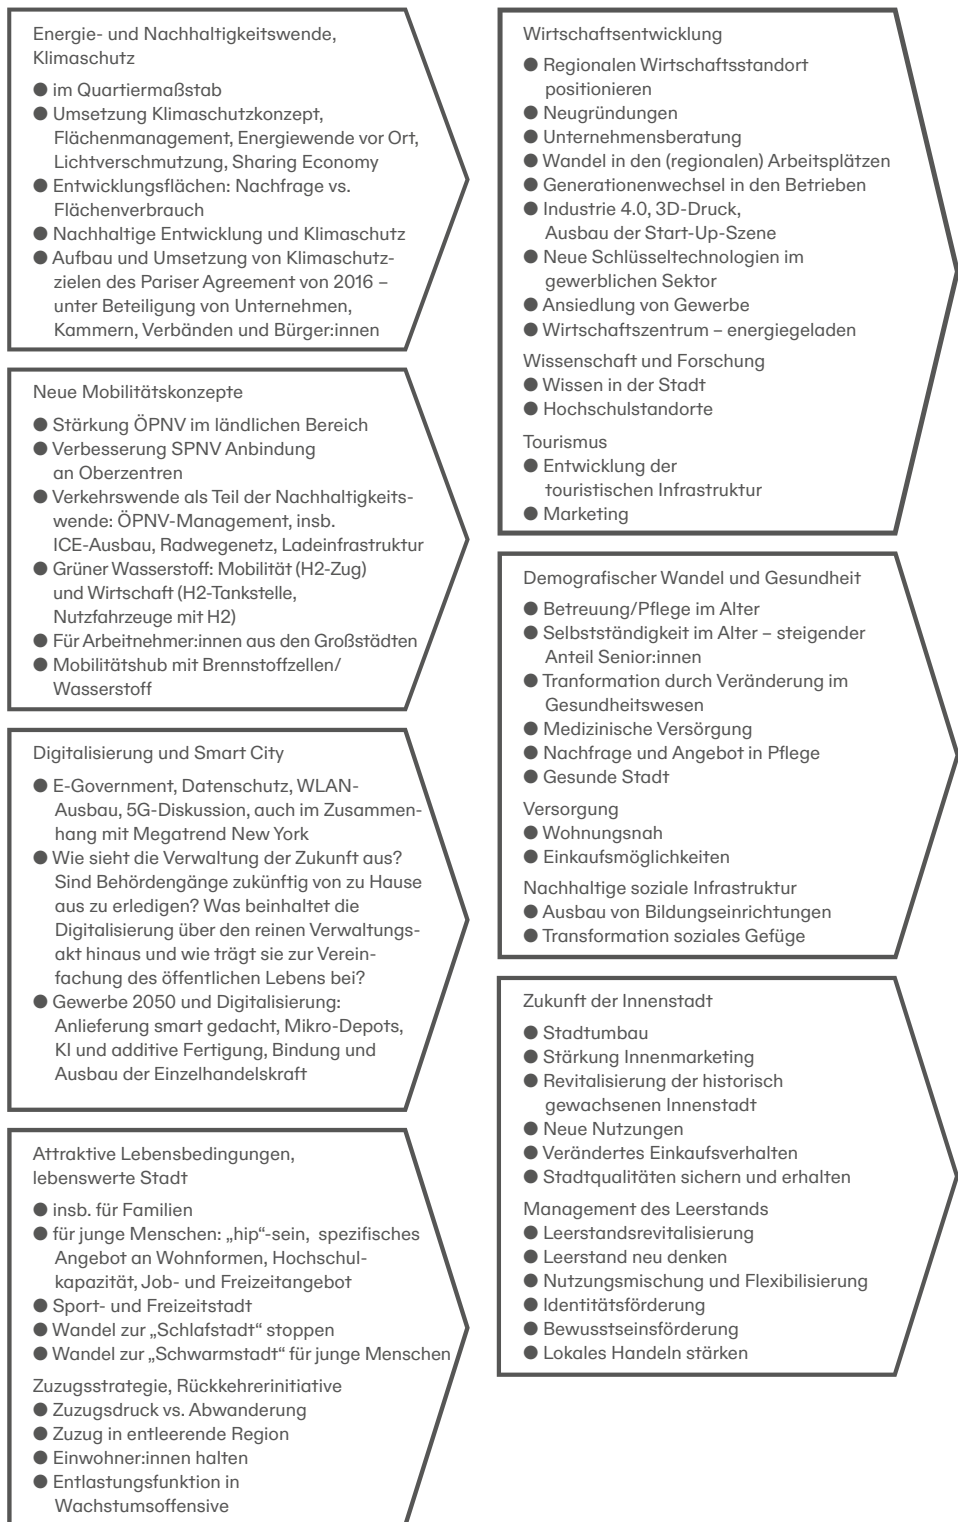 Energie- und Nachhaltigkeitswende,
Klimaschutz
● im Quartiermaßstab
● Umsetzung Klimaschutzkonzept,
Flächenmanagement, Energiewende vor Ort,
Lichtverschmutzung, Sharing Economy
● Entwicklungsflächen: Nachfrage vs.
Flächenverbrauch
● Nachhaltige Entwicklung und Klimaschutz
● Aufbau und Umsetzung von Klimaschutz-
zielen des Pariser Agreement von 2016 –
unter Beteiligung von Unternehmen,
Kammern, Verbänden und Bürger:innen
Neue Mobilitätskonzepte
● Stärkung ÖPNV im ländlichen Bereich
● Verbesserung SPNV Anbindung
an Oberzentren
● Verkehrswende als Teil der Nachhaltigkeits-
wende: ÖPNV-Management, insb.
ICE-Ausbau, Radwegenetz, Ladeinfrastruktur
● Grüner Wasserstoff: Mobilität (H2-Zug)
und Wirtschaft (H2-Tankstelle,
Nutzfahrzeuge mit H2)
● Für Arbeitnehmer:innen aus den Großstädten
● Mobilitätshub mit Brennstoffzellen/
Wasserstoff
Digitalisierung und Smart City
● E-Government, Datenschutz, WLAN-
Ausbau, 5G-Diskussion, auch im Zusammen-
hang mit Megatrend New York
● Wie sieht die Verwaltung der Zukunft aus?
Sind Behördengänge zukünftig von zu Hause
aus zu erledigen? Was beinhaltet die
Digitalisierung über den reinen Verwaltungs-
akt hinaus und wie trägt sie zur Verein-
fachung des öffentlichen Lebens bei?
● Gewerbe 2050 und Digitalisierung:
Anlieferung smart gedacht, Mikro-Depots,
KI und additive Fertigung, Bindung und
Ausbau der Einzelhandelskraft
Attraktive Lebensbedingungen,
lebenswerte Stadt
● insb. für Familien
● für junge Menschen: „hip“-sein, spezifisches
Angebot an Wohnformen, Hochschul-
kapazität, Job- und Freizeitangebot
● Sport- und Freizeitstadt
● Wandel zur „Schlafstadt“ stoppen
● Wandel zur „Schwarmstadt“ für junge Menschen
Zuzugsstrategie, Rückkehrerinitiative
● Zuzugsdruck vs. Abwanderung
● Zuzug in entleerende Region
● Einwohner:innen halten
● Entlastungsfunktion in
Wachstumsoffensive
Wirtschaftsentwicklung
● Regionalen Wirtschaftsstandort
positionieren
● Neugründungen
● Unternehmensberatung
● Wandel in den (regionalen) Arbeitsplätzen
● Generationenwechsel in den Betrieben
● Industrie 4.0, 3D-Druck,
Ausbau der Start-Up-Szene
● Neue Schlüsseltechnologien im
gewerblichen Sektor
● Ansiedlung von Gewerbe
● Wirtschaftszentrum – energiegeladen
Wissenschaft und Forschung
● Wissen in der Stadt
● Hochschulstandorte
Tourismus
● Entwicklung der
touristischen Infrastruktur
● Marketing
Demografischer Wandel und Gesundheit
● Betreuung/Pflege im Alter
● Selbstständigkeit im Alter – steigender
Anteil Senior:innen
● Tranformation durch Veränderung im
Gesundheitswesen
● Medizinische Versörgung
● Nachfrage und Angebot in Pflege
● Gesunde Stadt
Versorgung
● Wohnungsnah
● Einkaufsmöglichkeiten
Nachhaltige soziale Infrastruktur
● Ausbau von Bildungseinrichtungen
● Transformation soziales Gefüge
Zukunft der Innenstadt
● Stadtumbau
● Stärkung Innenmarketing
● Revitalisierung der historisch
gewachsenen Innenstadt
● Neue Nutzungen
● Verändertes Einkaufsverhalten
● Stadtqualitäten sichern und erhalten
Management des Leerstands
● Leerstandsrevitalisierung
● Leerstand neu denken
● Nutzungsmischung und Flexibilisierung
● Identitätsförderung
● Bewusstseinsförderung
● Lokales Handeln stärken